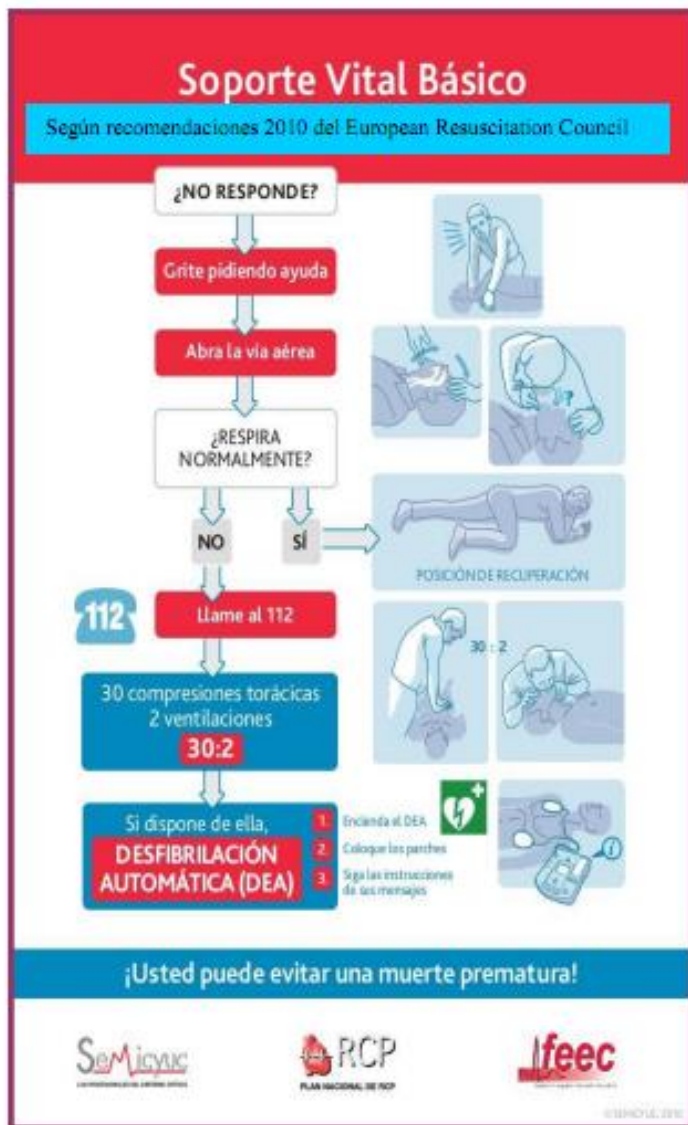 Soporte Vital Básico
Según recomendaciones 2010 del European Resuscitation Council
¿NO RESPONDE?
Grite pidiendo ayuda
Abra la vía aérea
¿RESPIRA
NORMALMENTE?
NO
SÍ
POSICIÓN DE RECUPERACIÓN
112
Llame al 112
30 compresiones torácicas
2 ventilaciones
30:2
30 : 2
Si dispone de ella,
DESFIBRILACIÓN
AUTOMÁTICA (DEA)
1. Encienda el DEA
2. Coloque los parches
3. Siga las instrucciones
de sus mensajes
i
¡Usted puede evitar una muerte prematura!
SeMicyuc
RCP
PLAN NACIONAL DE RCP
feec
©SEMICYUC, 2010